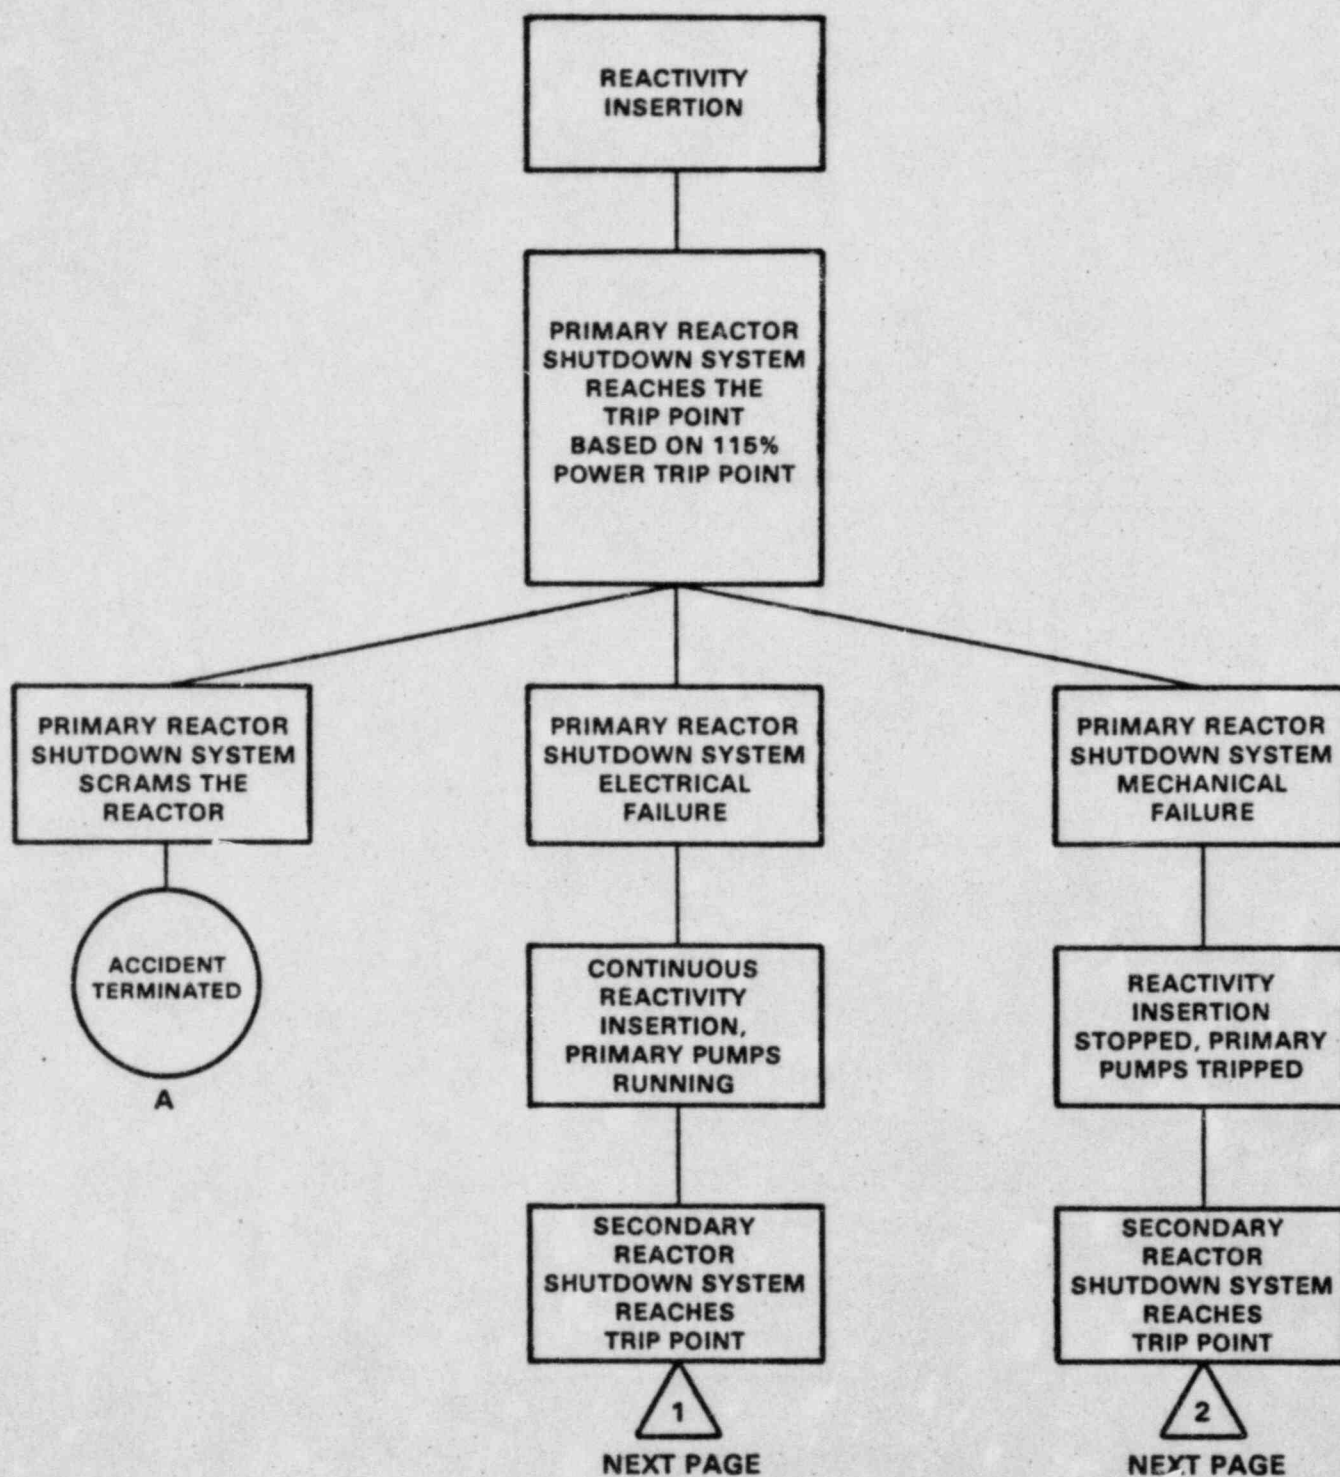 REACTIVITY
INSERTION
PRIMARY REACTOR
SHUTDOWN SYSTEM
REACHES THE
TRIP POINT
BASED ON 115%
POWER TRIP POINT
PRIMARY REACTOR
SHUTDOWN SYSTEM
SCRAMS THE
REACTOR
ACCIDENT
TERMINATED
A
PRIMARY REACTOR
SHUTDOWN SYSTEM
ELECTRICAL
FAILURE
CONTINUOUS
REACTIVITY
INSERTION,
PRIMARY PUMPS
RUNNING
SECONDARY
REACTOR
SHUTDOWN SYSTEM
REACHES
TRIP POINT
1
NEXT PAGE
PRIMARY REACTOR
SHUTDOWN SYSTEM
MECHANICAL
FAILURE
REACTIVITY
INSERTION
STOPPED, PRIMARY
PUMPS TRIPPED
SECONDARY
REACTOR
SHUTDOWN SYSTEM
REACHES
TRIP POINT
2
NEXT PAGE